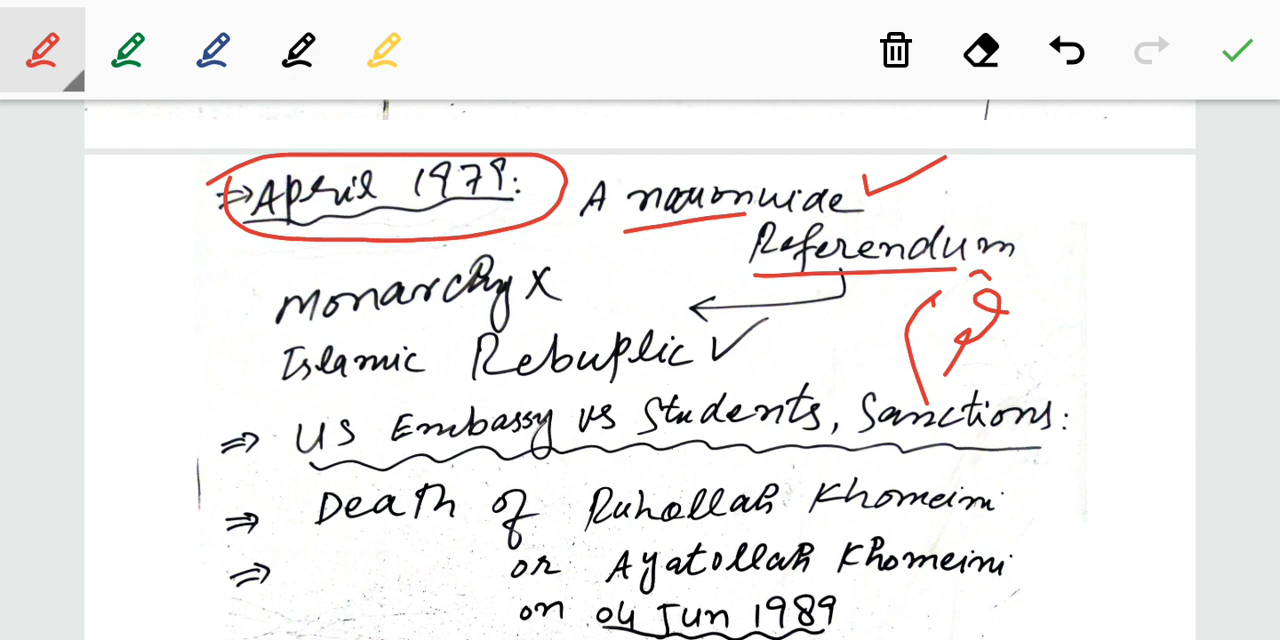 ⇒ April 1979: A nationwide ✓
Referendum
Monarchy X
Islamic Rebuplic ✓
⇒ US Embassy vs Students, Sanctions:
⇒ Death of Ruhollah Khomeini
⇒ or Ayatollah Khomeini
on 04 Jun 1989